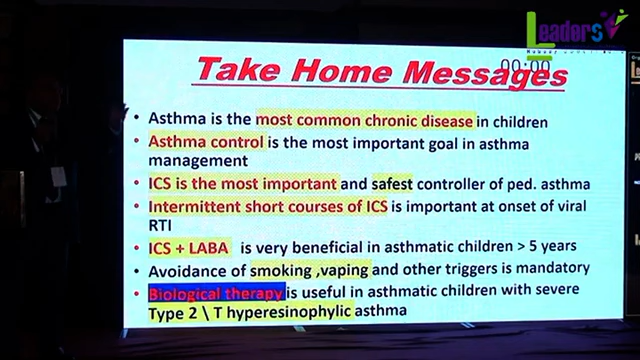 Leaders
00:00
Take Home Messages
• Asthma is the most common chronic disease in children
• Asthma control is the most important goal in asthma
management
• ICS is the most important and safest controller of ped. asthma
• Intermittent short courses of ICS is important at onset of viral
RTI
• ICS + LABA is very beneficial in asthmatic children > 5 years
• Avoidance of smoking ,vaping and other triggers is mandatory
• Biological therapy is useful in asthmatic children with severe
Type 2 \ T hyperesinophylic asthma